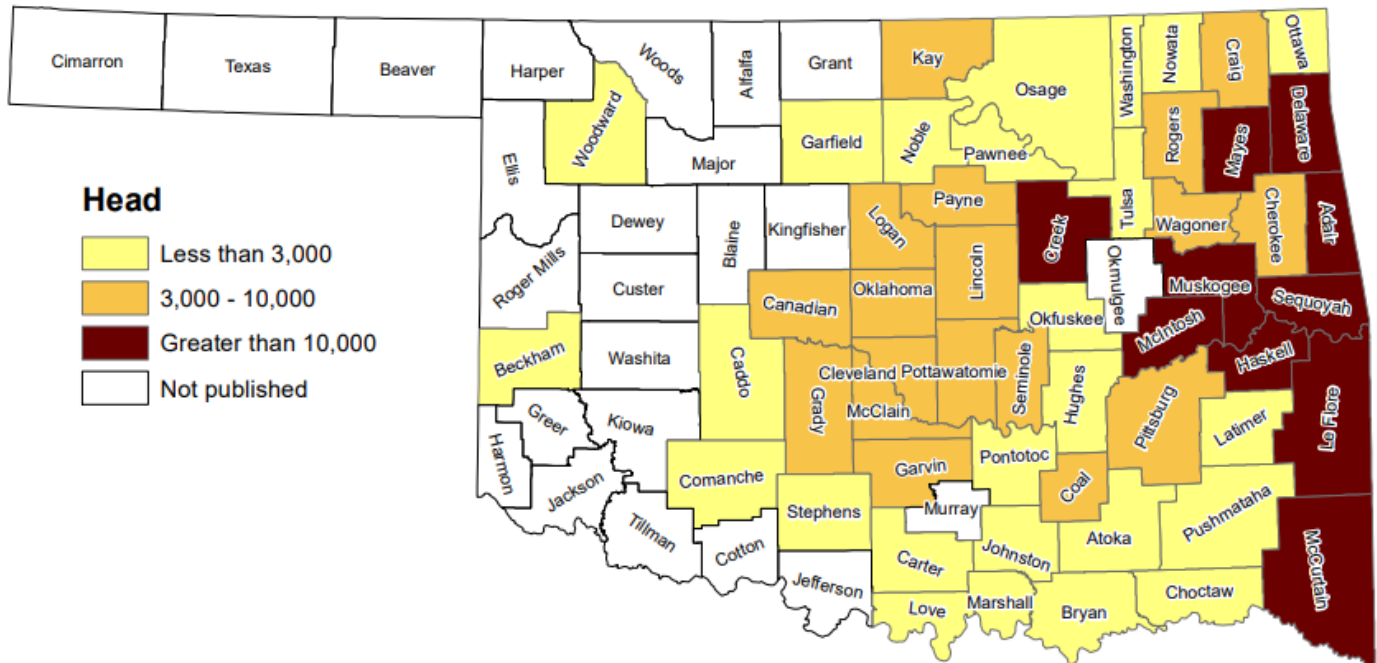 Cimarron
Texas
Beaver
Harper
Woods
Alfalfa
Grant
Kay
Osage
Washington
Nowata
Craig
Ottawa
Woodward
Ellis
Major
Garfield
Noble
Pawnee
Rogers
Mayes
Delaware
Head
Less than 3,000
3,000 - 10,000
Greater than 10,000
Not published
Roger Mills
Dewey
Blaine
Kingfisher
Logan
Payne
Creek
Tulsa
Wagoner
Cherokee
Adair
Custer
Canadian
Oklahoma
Lincoln
Okfuskee
Okmulgee
Muskogee
Sequoyah
McIntosh
Haskell
Beckham
Washita
Caddo
Grady
Cleveland
Pottawatomie
Seminole
McClain
Hughes
Pittsburg
Latimer
Le Flore
Harmon
Greer
Kiowa
Jackson
Comanche
Garvin
Pontotoc
Coal
Tillman
Cotton
Stephens
Murray
Jefferson
Carter
Johnston
Atoka
Pushmataha
McCurtain
Love
Marshall
Bryan
Choctaw